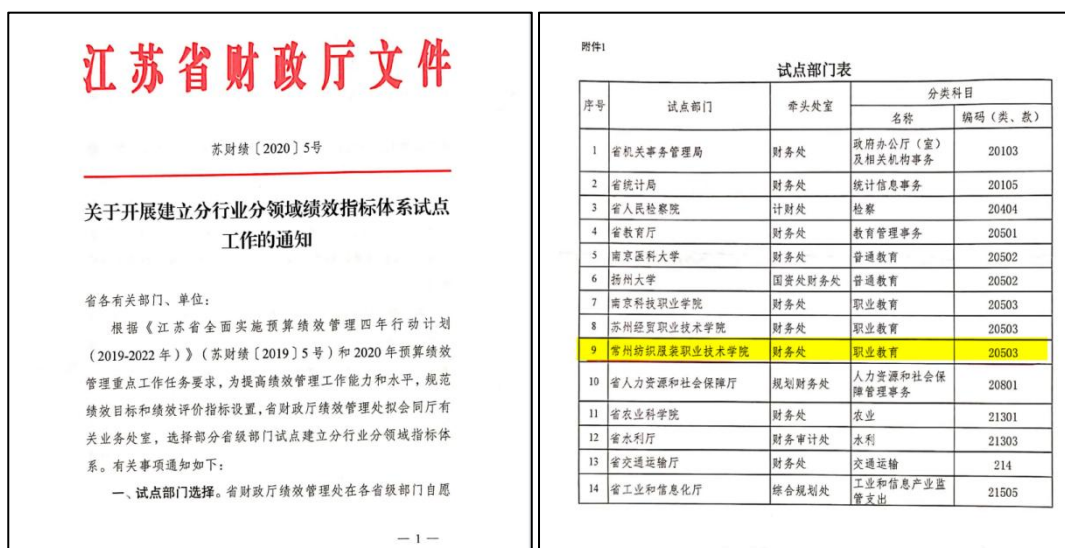 江苏省财政厅文件
苏财绩〔2020〕5号
关于开展建立分行业分领域绩效指标体系试点
工作的通知
省各有关部门、单位：
根据《江苏省全面实施预算绩效管理四年行动计划
（2019-2022 年）》（苏财绩〔2019〕5 号）和 2020 年预算绩效
管理重点工作任务要求，为提高绩效管理工作能力和水平，规范
绩效目标和绩效评价指标设置，省财政厅绩效管理处拟会同厅有
关业务处室，选择部分省级部门试点建立分行业分领域指标体
系。有关事项通知如下：
一、试点部门选择。省财政厅绩效管理处在各省级部门自愿
— 1 —
附件1
试点部门表
序号 试点部门 牵头处室 分类科目
名称 编码（类、款）
1 省机关事务管理局 财务处 政府办公厅（室）及相关机构事务 20103
2 省统计局 财务处 统计信息事务 20105
3 省人民检察院 计财处 检察 20404
4 省教育厅 财务处 教育管理事务 20501
5 南京医科大学 财务处 普通教育 20502
6 扬州大学 国资处财务处 普通教育 20502
7 南京科技职业学院 财务处 职业教育 20503
8 苏州经贸职业技术学院 财务处 职业教育 20503
9 常州纺织服装职业技术学院 财务处 职业教育 20503
10 省人力资源和社会保障厅 规划财务处 人力资源和社会保障管理事务 20801
11 省农业科学院 财务处 农业 21301
12 省水利厅 财务审计处 水利 21303
13 省交通运输厅 财务处 交通运输 214
14 省工业和信息化厅 综合规划处 工业和信息产业监管支出 21505